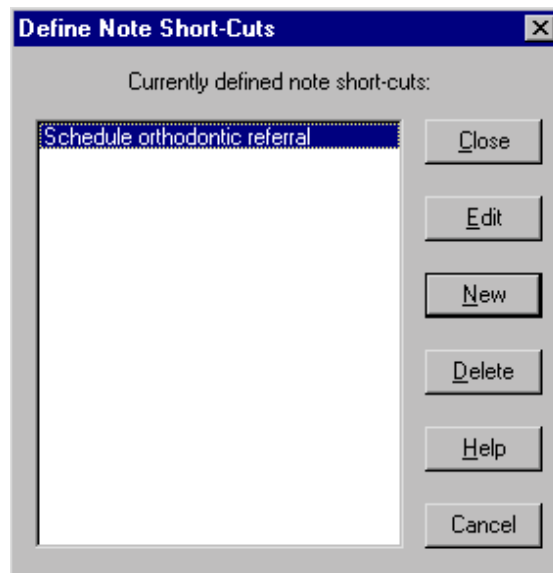 Define Note Short-Cuts
Currently defined note short-cuts:
Schedule orthodontic referral
Close
Edit
New
Delete
Help
Cancel